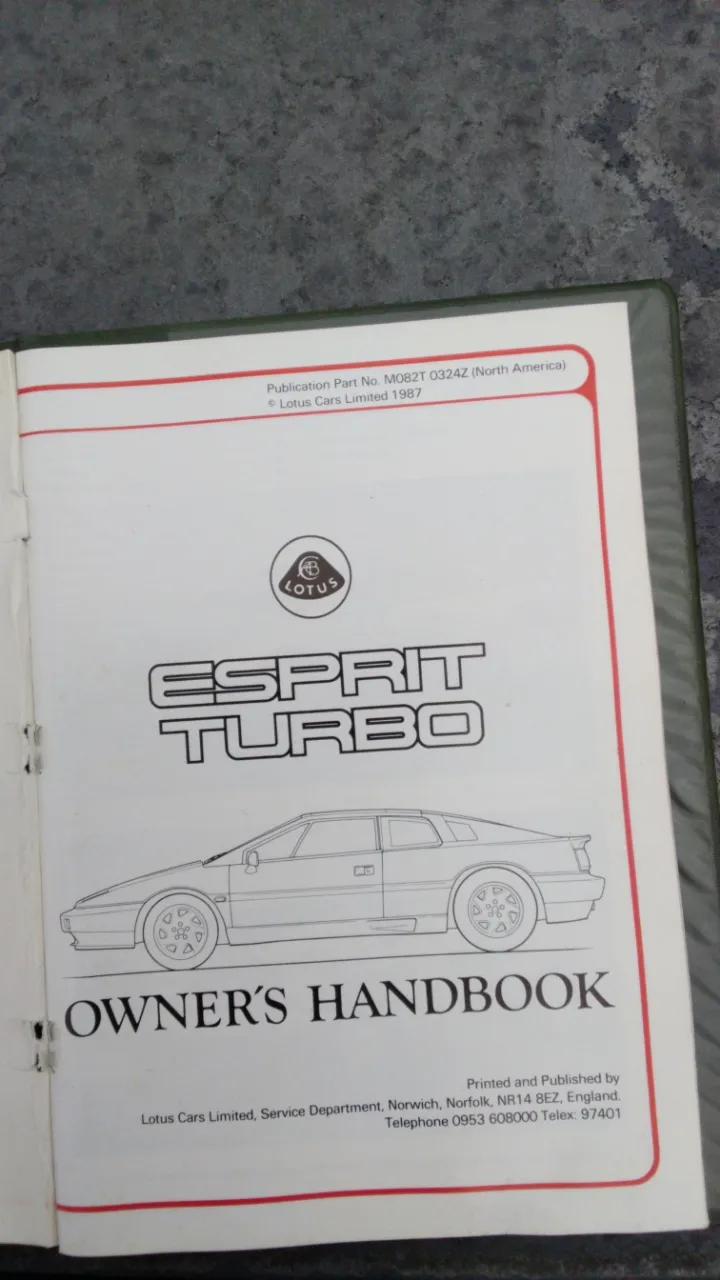 Publication Part No. M082T 0324Z (North America)
© Lotus Cars Limited 1987
LOTUS
ESPRIT
TURBO
OWNER'S HANDBOOK
Printed and Published by
Lotus Cars Limited, Service Department, Norwich, Norfolk, NR14 8EZ, England.
Telephone 0953 608000 Telex: 97401